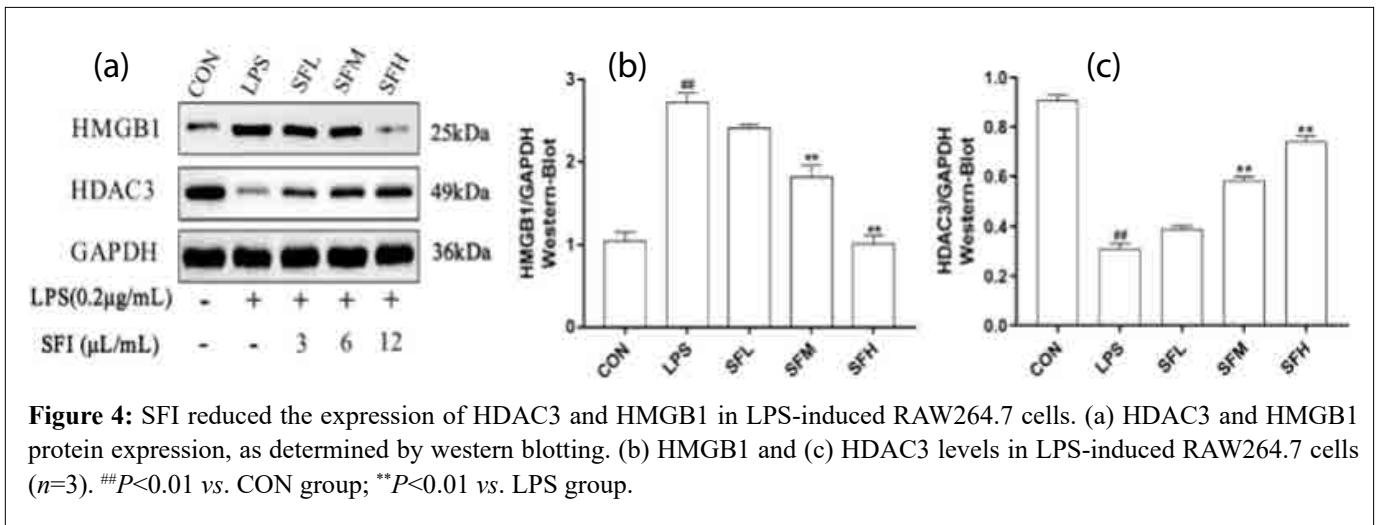 (a)
CON LPS SFL SFM SFH
HMGB1 25kDa
HDAC3 49kDa
GAPDH 36kDa
LPS(0.2μg/mL) - + + + +
SFI (μL/mL) - - 3 6 12
(b)
HMGB1/GAPDH
Western-Blot
3
2
1
0
##
**
**
CON LPS SFL SFM SFH
(c)
HDAC3/GAPDH
Western-Blot
1.0
0.8
0.6
0.4
0.2
0.0
##
**
**
CON LPS SFL SFM SFH
Figure 4: SFI reduced the expression of HDAC3 and HMGB1 in LPS-induced RAW264.7 cells. (a) HDAC3 and HMGB1
protein expression, as determined by western blotting. (b) HMGB1 and (c) HDAC3 levels in LPS-induced RAW264.7 cells
(n=3). ##P<0.01 vs. CON group; **P<0.01 vs. LPS group.